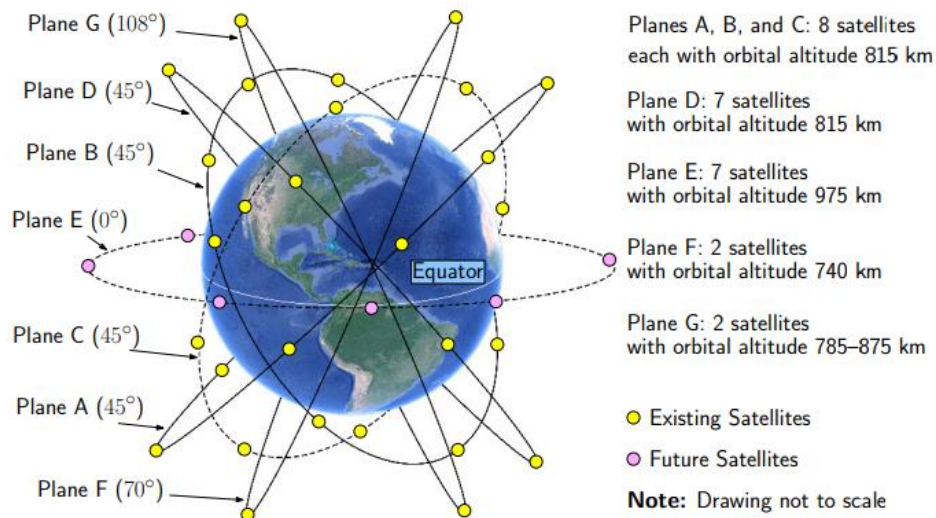 Plane G (108°)
Plane D (45°)
Plane B (45°)
Plane E (0°)
Plane C (45°)
Plane A (45°)
Plane F (70°)
Equator
Planes A, B, and C: 8 satellites
each with orbital altitude 815 km
Plane D: 7 satellites
with orbital altitude 815 km
Plane E: 7 satellites
with orbital altitude 975 km
Plane F: 2 satellites
with orbital altitude 740 km
Plane G: 2 satellites
with orbital altitude 785–875 km
Existing Satellites
Future Satellites
Note: Drawing not to scale